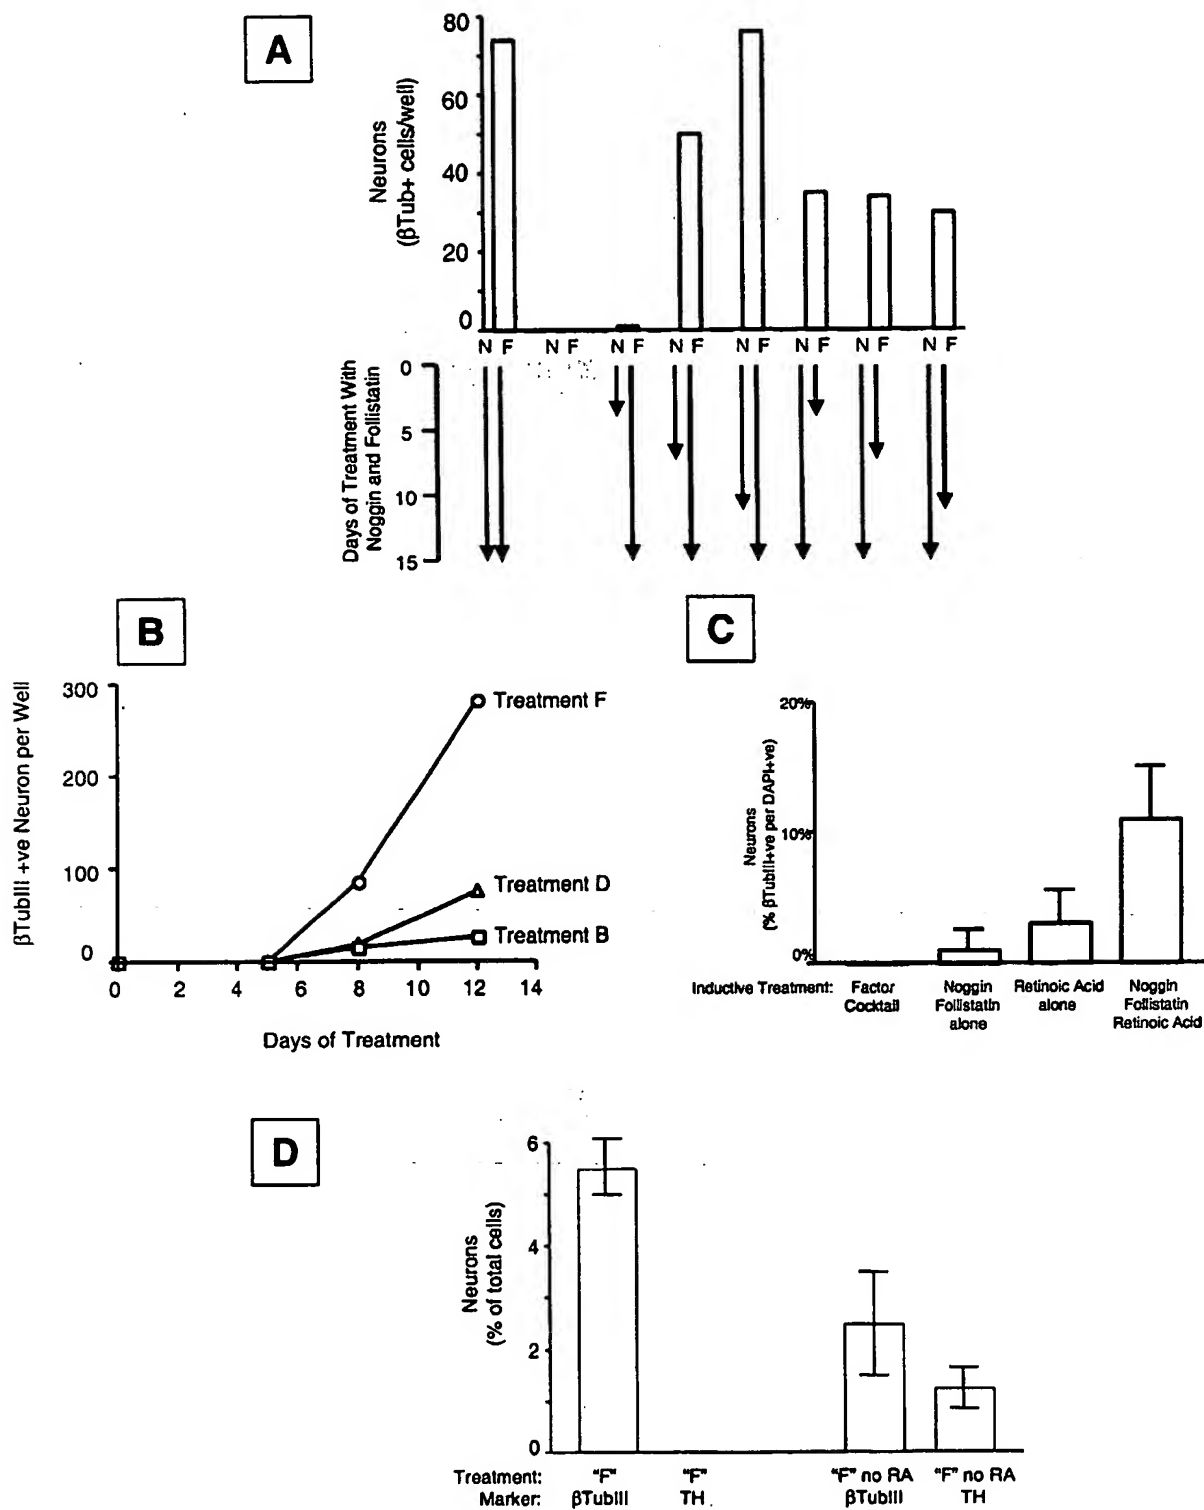 A
Neurons
(βTub+ cells/well)
80
60
40
20
0
N F N F N F N F N F N F N F N F
Days of Treatment With
Noggin and Follistatin
0
5
10
15
B
βTubIII +ve Neuron per Well
300
200
100
0
0 2 4 6 8 10 12 14
Days of Treatment
Treatment F
Treatment D
Treatment B
C
Neurons
(% βTubIII+ve per DAPI+ve)
20%
10%
0%
Inductive Treatment:
Factor
Cocktail
Noggin
Follistatin
alone
Retinoic Acid
alone
Noggin
Follistatin
Retinoic Acid
D
Neurons
(% of total cells)
6
4
2
0
Treatment: "F" "F" "F" no RA "F" no RA
Marker: βTubIII TH βTubIII TH